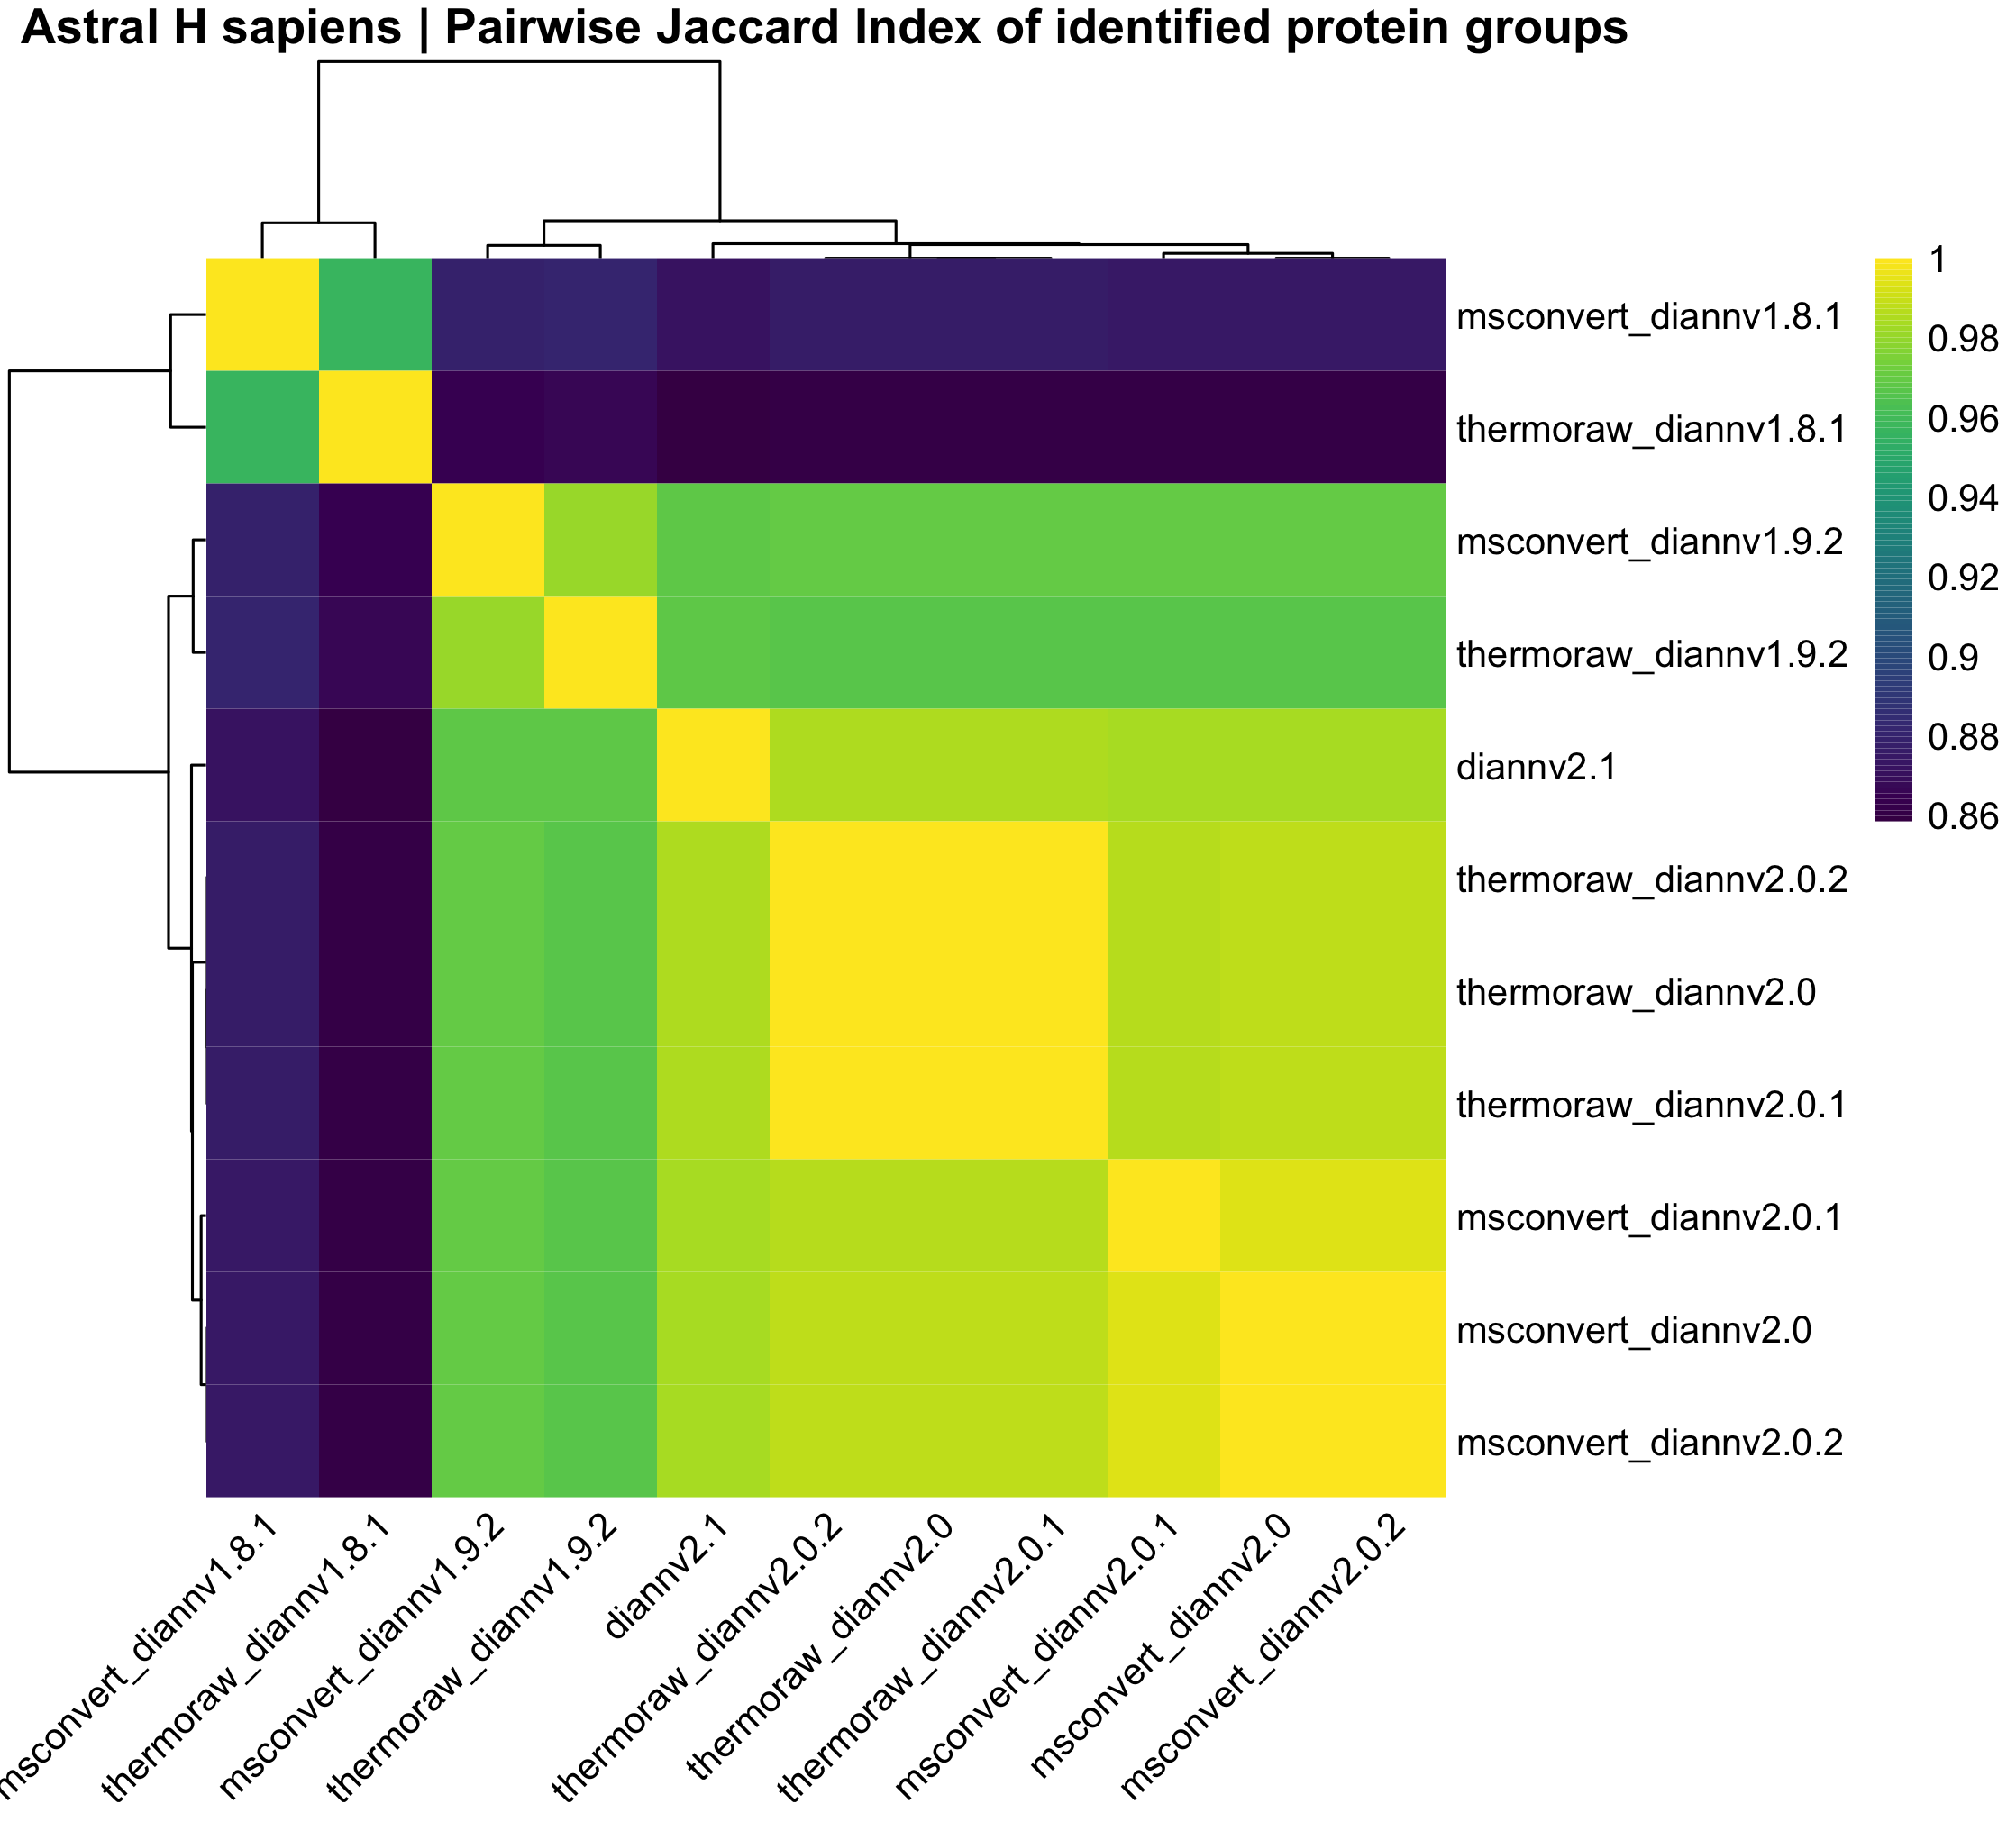 Astral H sapiens | Pairwise Jaccard Index of identified protein groups
1
0.98
0.96
0.94
0.92
0.9
0.88
0.86
msconvert_diannv1.8.1
thermoraw_diannv1.8.1
msconvert_diannv1.9.2
thermoraw_diannv1.9.2
diannv2.1
thermoraw_diannv2.0.2
thermoraw_diannv2.0
thermoraw_diannv2.0.1
msconvert_diannv2.0.1
msconvert_diannv2.0
msconvert_diannv2.0.2
msconvert_diannv1.8.1
thermoraw_diannv1.8.1
msconvert_diannv1.9.2
thermoraw_diannv1.9.2
diannv2.1
thermoraw_diannv2.0.2
thermoraw_diannv2.0
thermoraw_diannv2.0.1
msconvert_diannv2.0.1
msconvert_diannv2.0
msconvert_diannv2.0.2